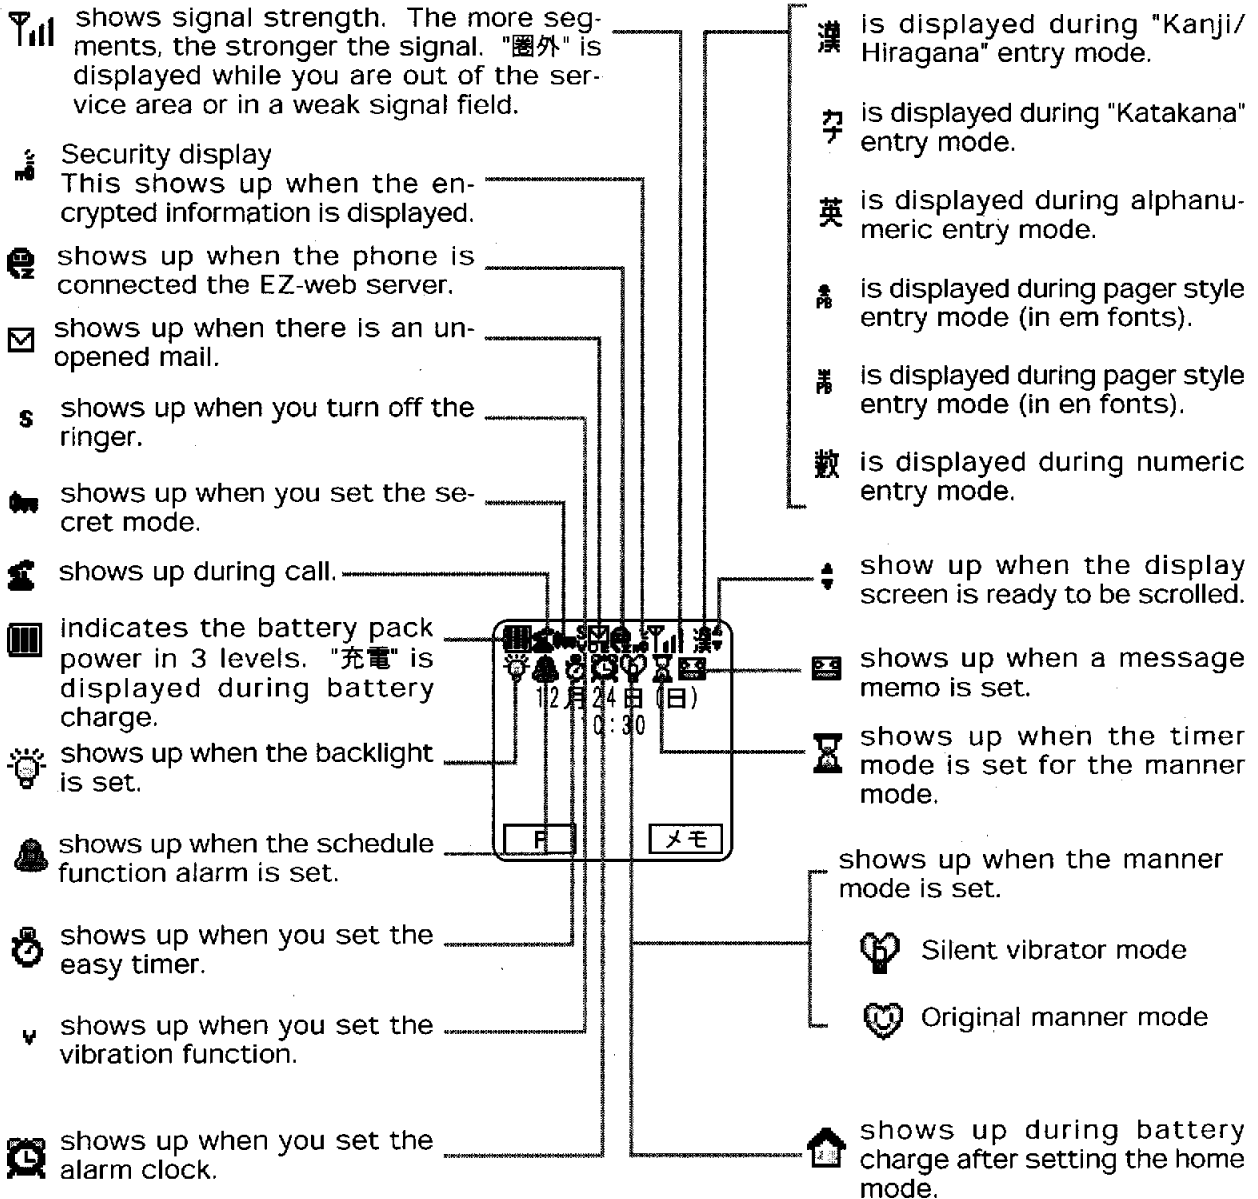 shows signal strength. The more seg-
ments, the stronger the signal. "圏外" is
displayed while you are out of the ser-
vice area or in a weak signal field.
Security display
This shows up when the en-
crypted information is displayed.
shows up when the phone is
connected the EZ-web server.
shows up when there is an un-
opened mail.
S shows up when you turn off the
ringer.
shows up when you set the se-
cret mode.
shows up during call.
indicates the battery pack
power in 3 levels. "充電" is
displayed during battery
charge.
shows up when the backlight
is set.
shows up when the schedule
function alarm is set.
shows up when you set the
easy timer.
V shows up when you set the
vibration function.
shows up when you set the
alarm clock.
漢
12月24日(日)
10:30
F メモ
漢 is displayed during "Kanji/
Hiragana" entry mode.
カナ is displayed during "Katakana"
entry mode.
英 is displayed during alphanu-
meric entry mode.
PB is displayed during pager style
entry mode (in em fonts).
半PB is displayed during pager style
entry mode (in en fonts).
数 is displayed during numeric
entry mode.
show up when the display
screen is ready to be scrolled.
shows up when a message
memo is set.
shows up when the timer
mode is set for the manner
mode.
shows up when the manner
mode is set.
Silent vibrator mode
Original manner mode
shows up during battery
charge after setting the home
mode.